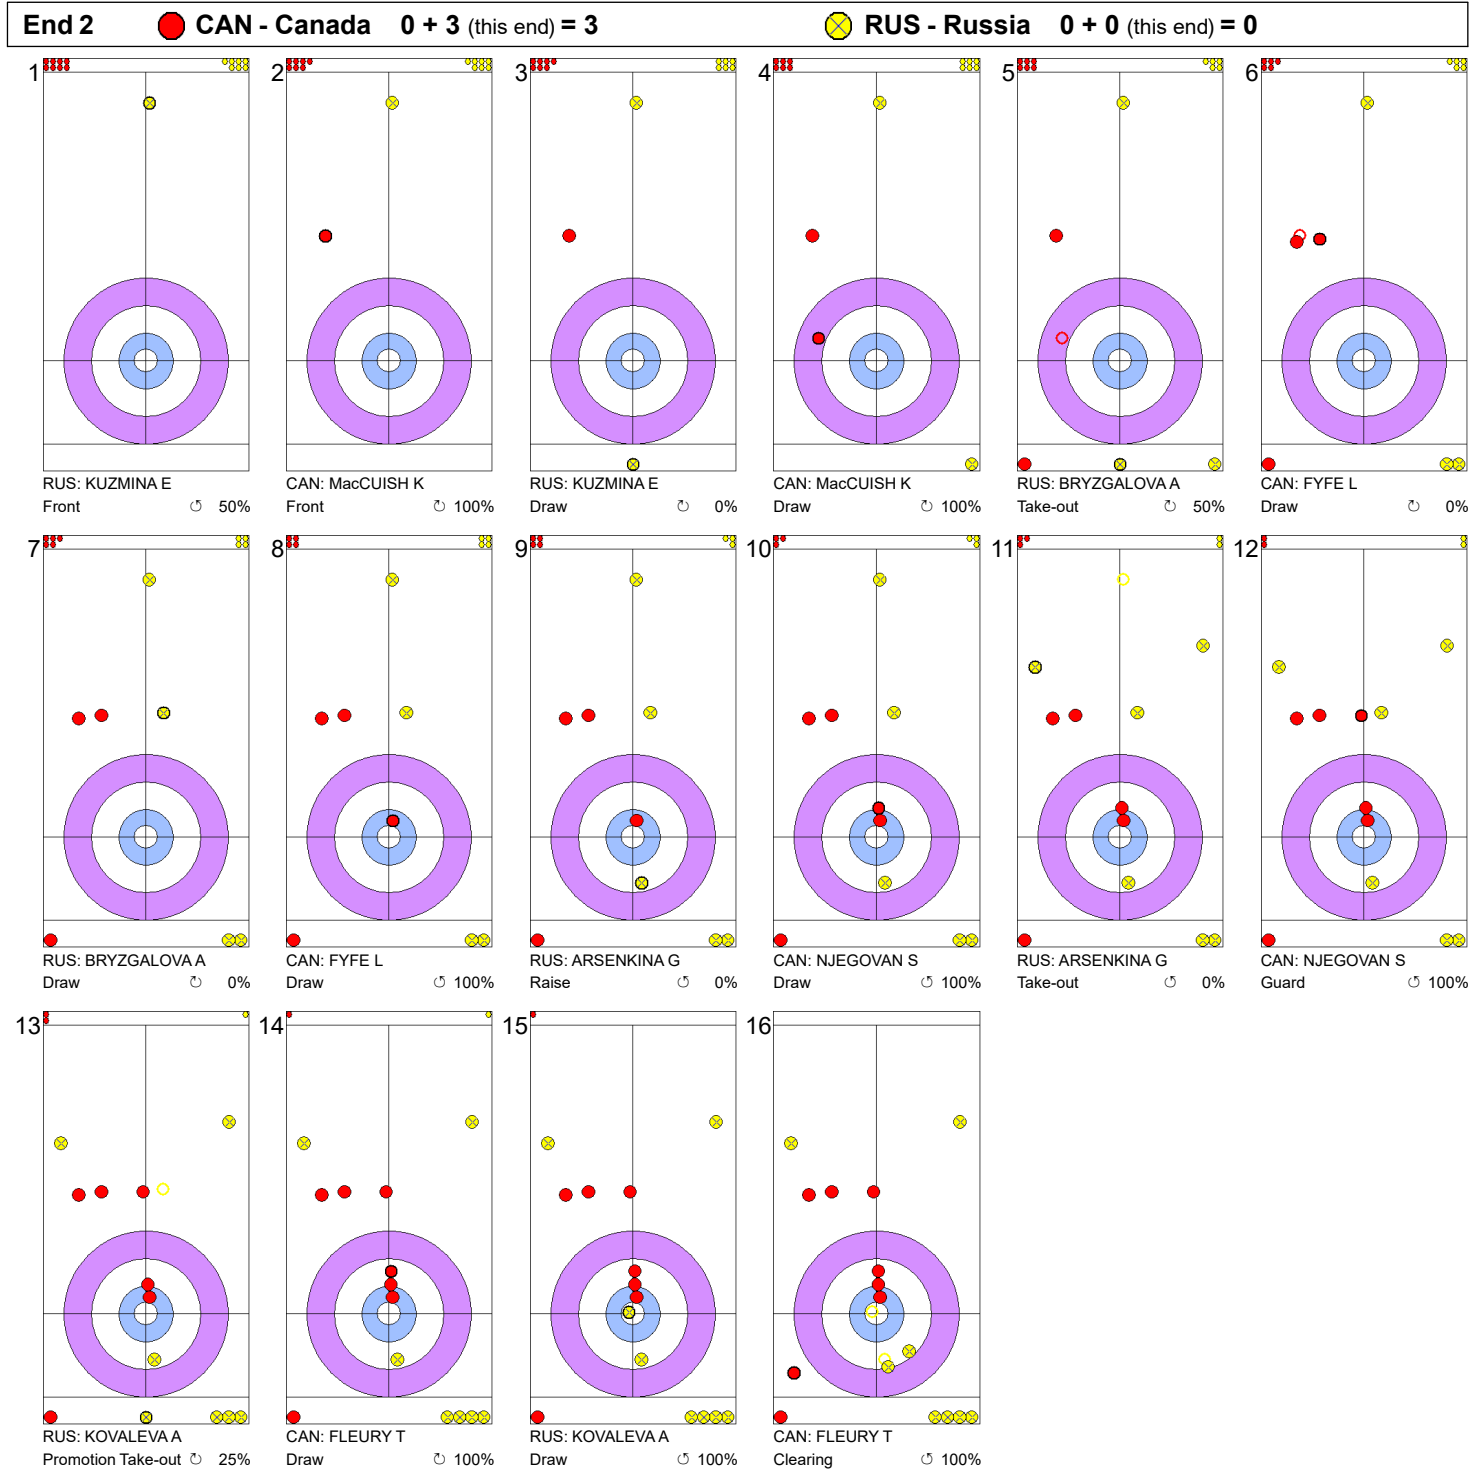 End 2 CAN - Canada 0 + 3 (this end) = 3 RUS - Russia 0 + 0 (this end) = 0
1 2 3 4 5 6
RUS: KUZMINA E CAN: MacCUISH K RUS: KUZMINA E CAN: MacCUISH K RUS: BRYZGALOVA A CAN: FYFE L
Front ↻ 50% Front ↻ 100% Draw ↻ 0% Draw ↻ 100% Take-out ↻ 50% Draw ↻ 0%
7 8 9 10 11 12
RUS: BRYZGALOVA A CAN: FYFE L RUS: ARSENKINA G CAN: NJEGOVAN S RUS: ARSENKINA G CAN: NJEGOVAN S
Draw ↻ 0% Draw ↻ 100% Raise ↺ 0% Draw ↺ 100% Take-out ↺ 0% Guard ↺ 100%
13 14 15 16
RUS: KOVALEVA A CAN: FLEURY T RUS: KOVALEVA A CAN: FLEURY T
Promotion Take-out ↻ 25% Draw ↺ 100% Draw ↺ 100% Clearing ↺ 100%